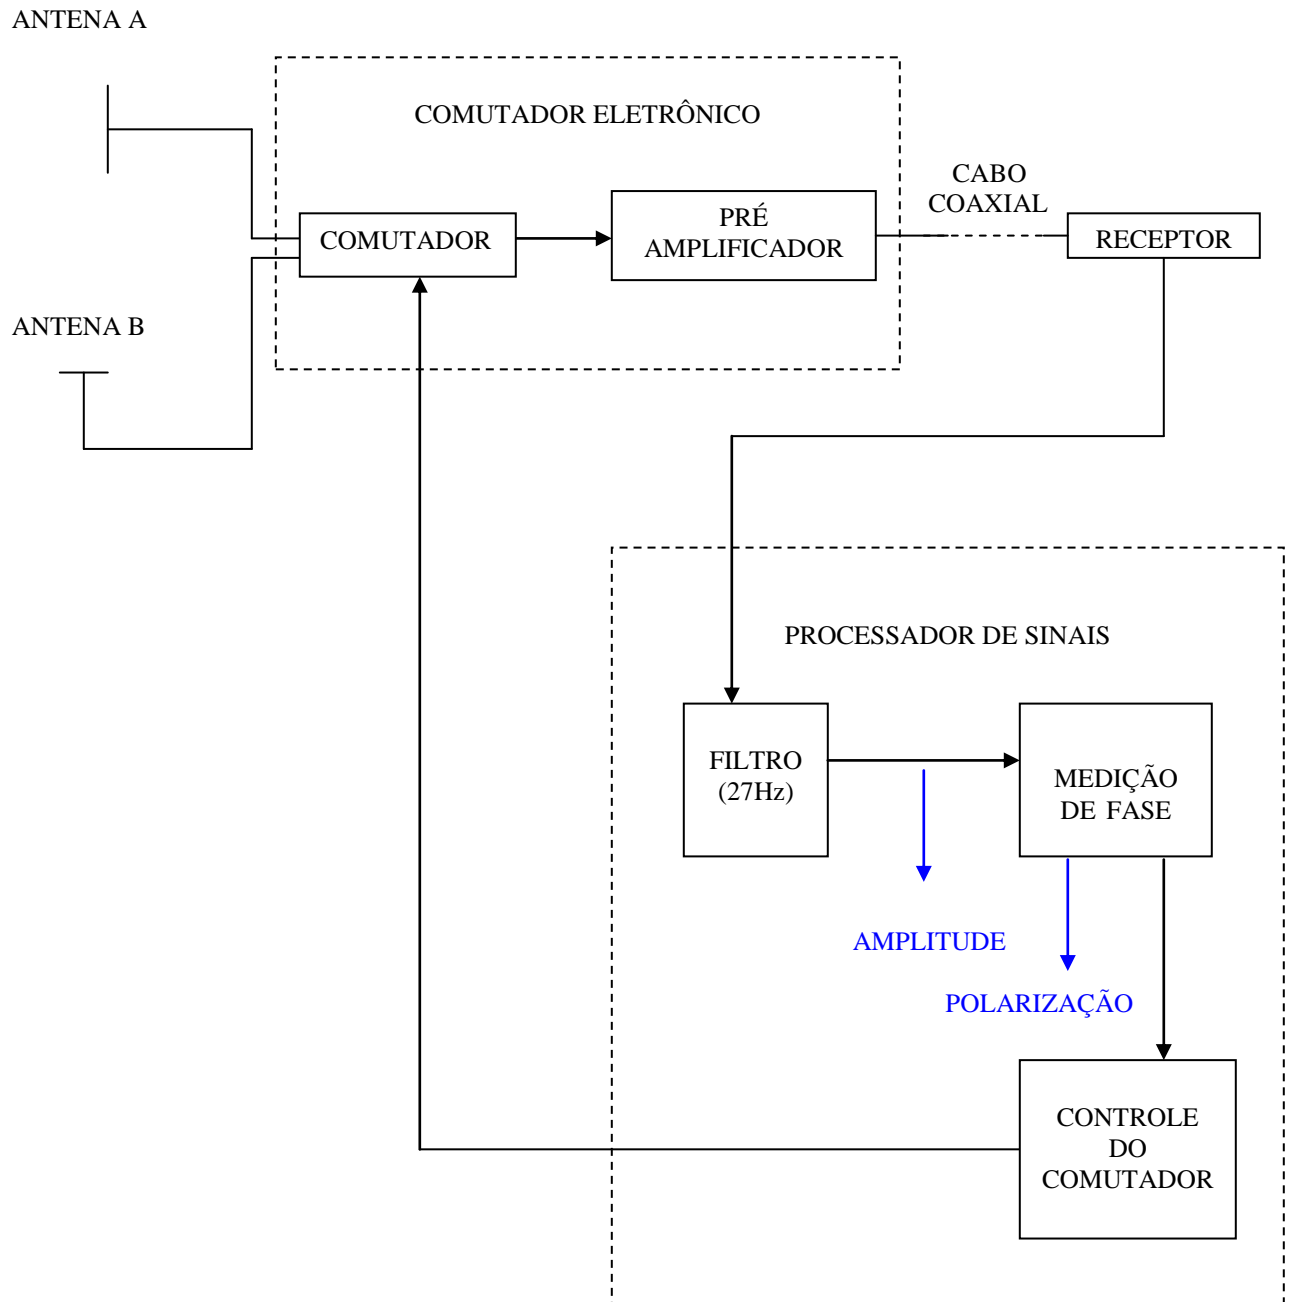 ANTENA A
COMUTADOR ELETRÔNICO
CABO
COAXIAL
COMUTADOR
PRÉ
AMPLIFICADOR
RECEPTOR
ANTENA B
PROCESSADOR DE SINAIS
FILTRO
(27Hz)
MEDIÇÃO
DE FASE
AMPLITUDE
POLARIZAÇÃO
CONTROLE
DO
COMUTADOR